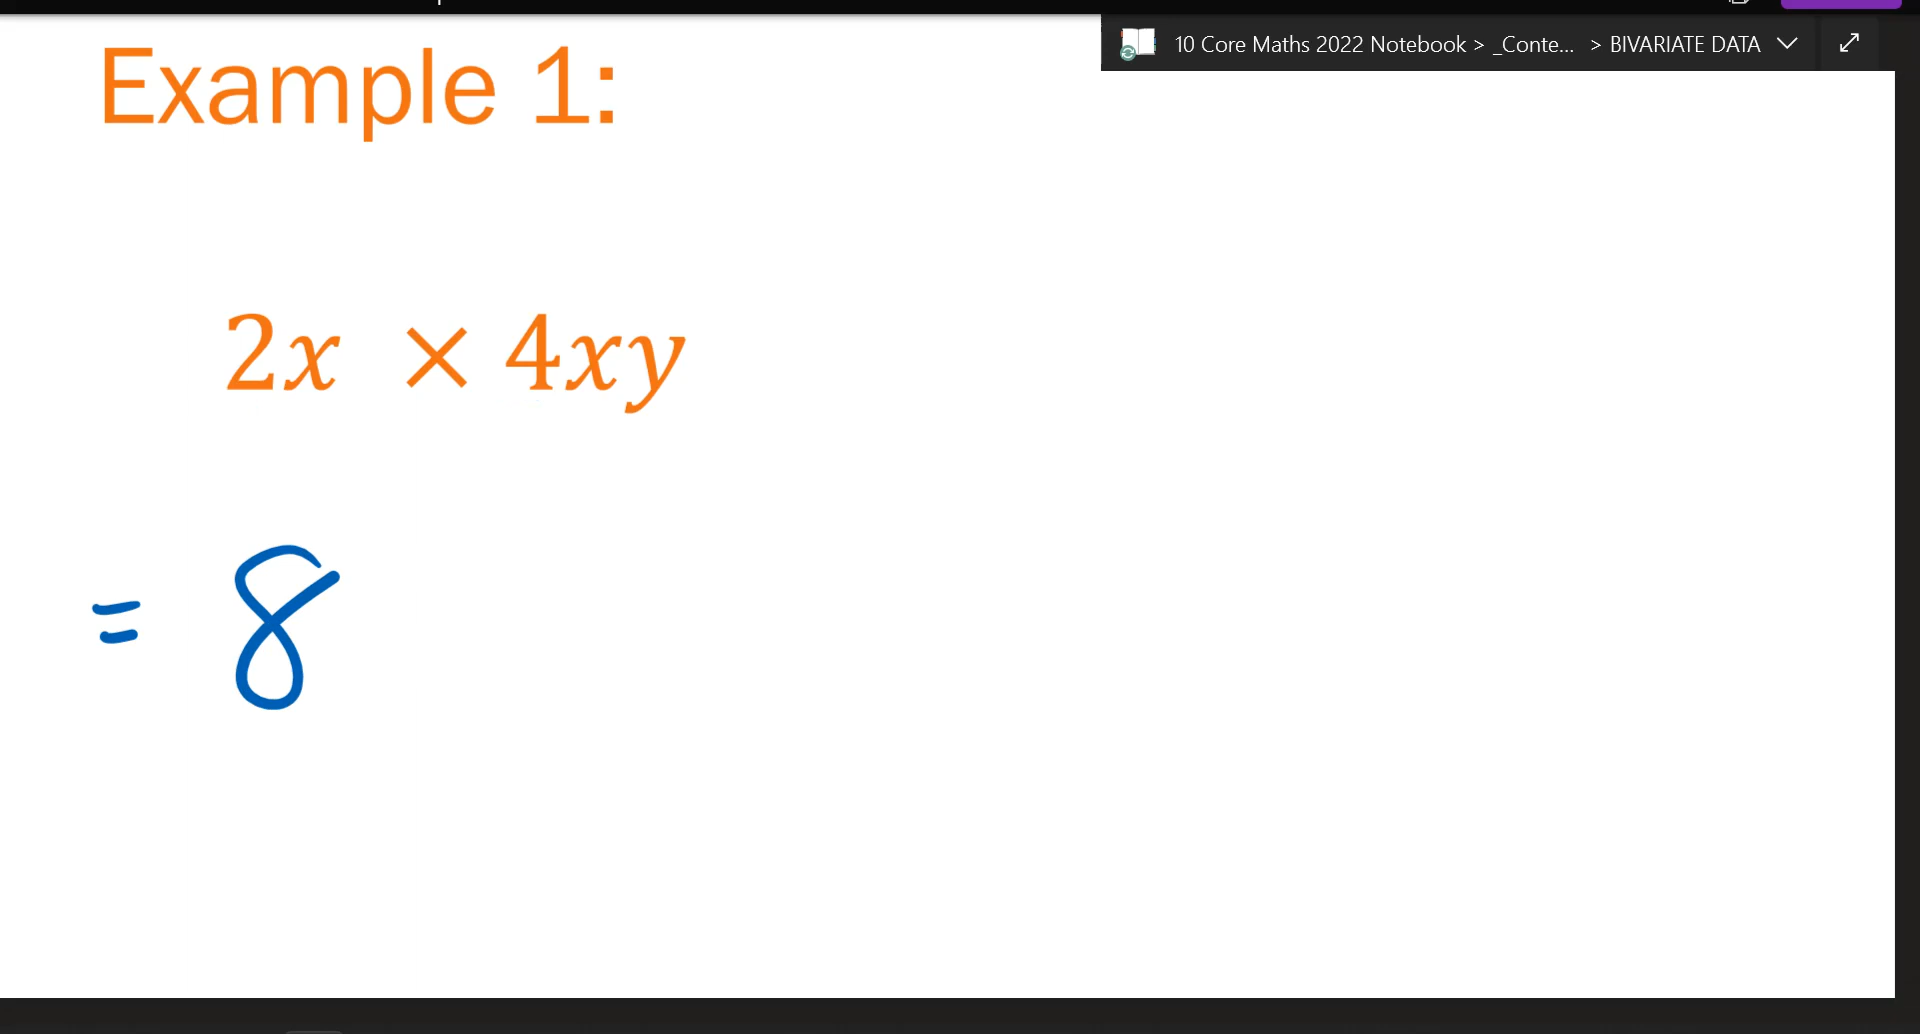 10 Core Maths 2022 Notebook > _Conte... > BIVARIATE DATA
Example 1:
2x × 4xy
= 8